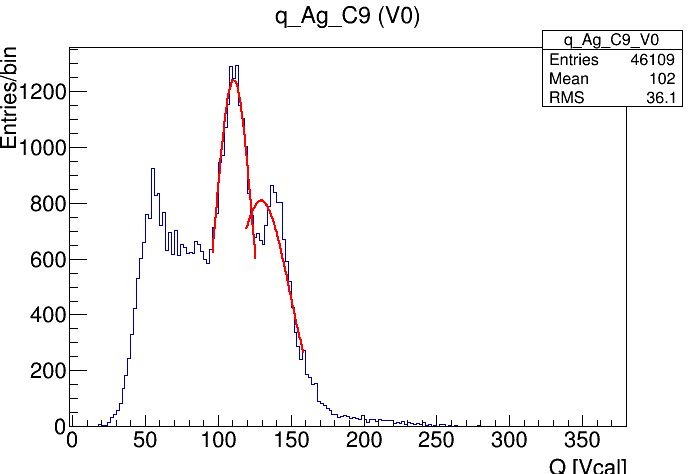 q_Ag_C9 (V0)
q_Ag_C9_V0
Entries 46109
Mean 102
RMS 36.1
Entries/bin
1200
1000
800
600
400
200
0
0 50 100 150 200 250 300 350
Q [Vcal]